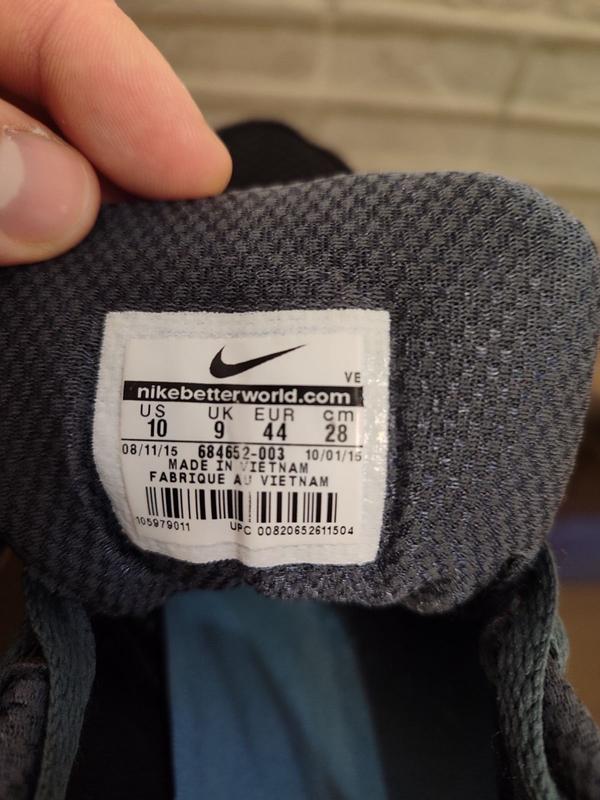 VE
nikebetterworld.com
US UK EUR cm
10 9 44 28
08/11/15 684652-003 10/01/15
MADE IN VIETNAM
FABRIQUE AU VIETNAM
105979011 UPC 00820652611504